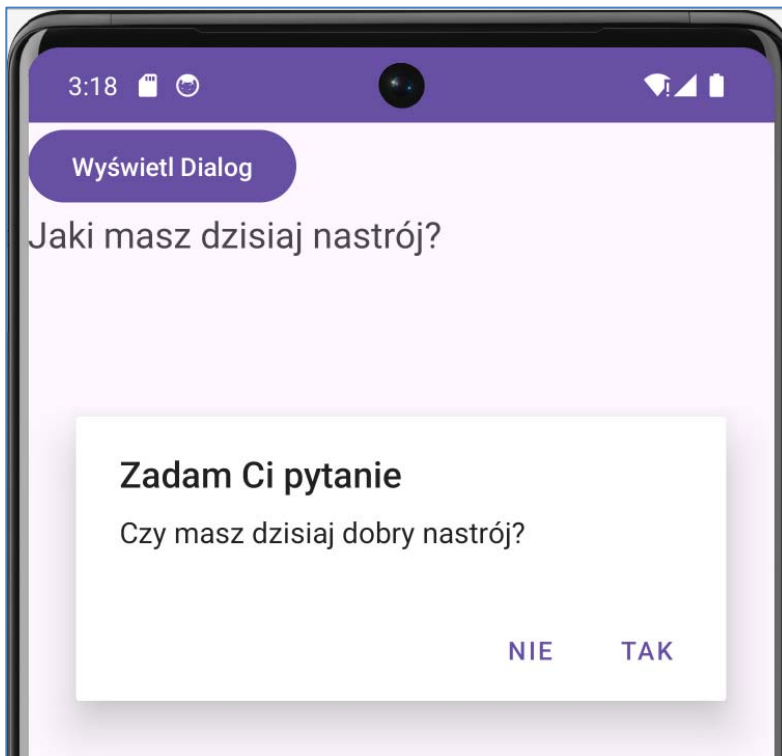 3:18
Wyświetl Dialog
Jaki masz dzisiaj nastrój?
Zadam Ci pytanie
Czy masz dzisiaj dobry nastrój?
NIE TAK